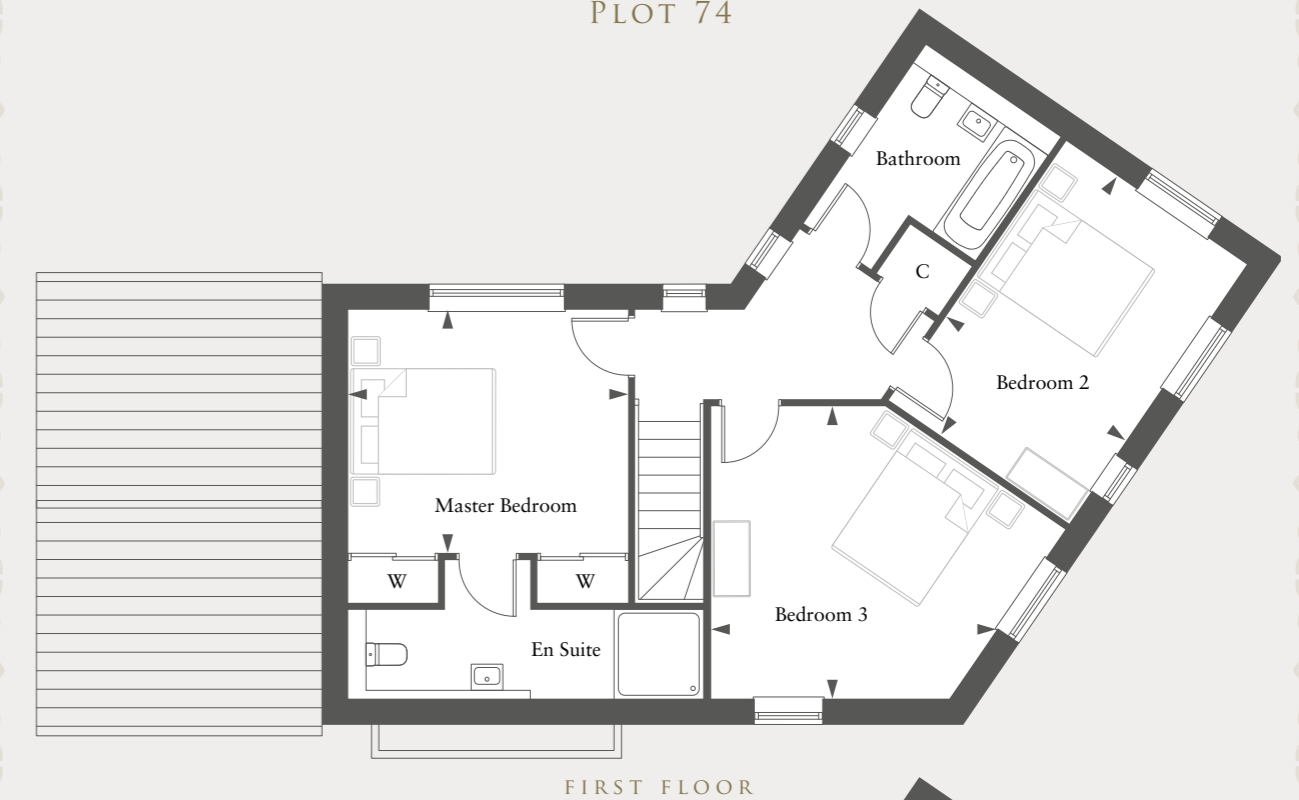 PLOT 74
Bathroom
C
Bedroom 2
Master Bedroom
W
W
Bedroom 3
En Suite
FIRST FLOOR